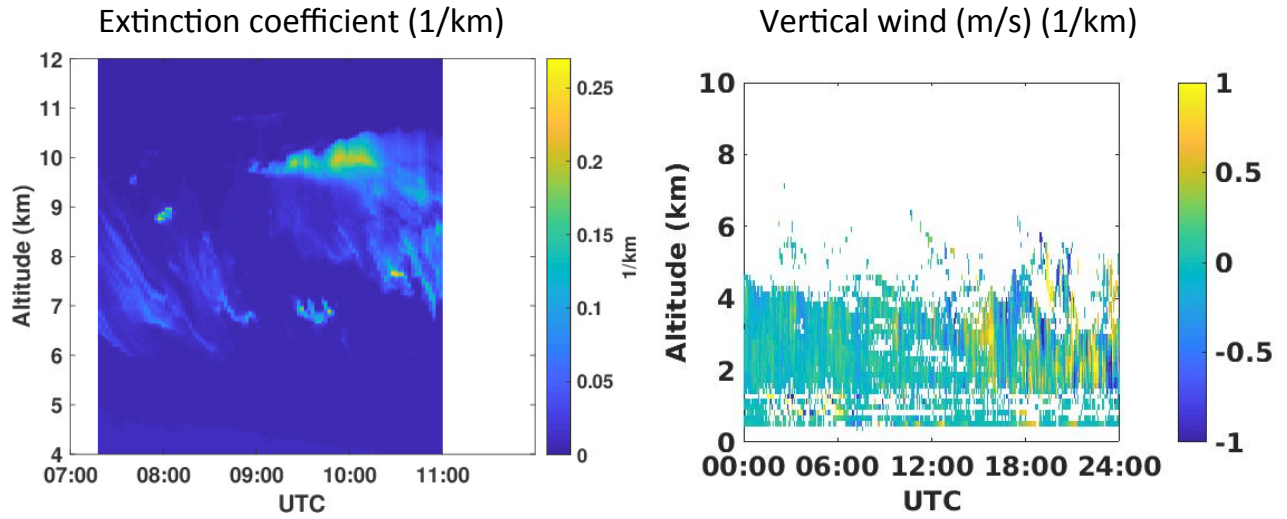 Extinction coefficient (1/km)
12
11
10
9
8
7
6
5
4
Altitude (km)
07:00 08:00 09:00 10:00 11:00
UTC
0.25
0.2
0.15
0.1
0.05
0
1/km
Vertical wind (m/s) (1/km)
10
8
6
4
2
0
Altitude (km)
00:00 06:00 12:00 18:00 24:00
UTC
1
0.5
0
-0.5
-1